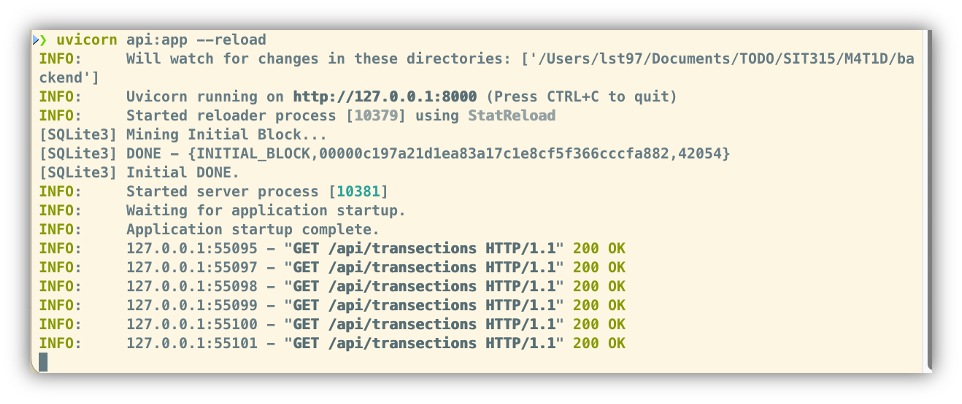 ❯ uvicorn api:app --reload
INFO:     Will watch for changes in these directories: ['/Users/lst97/Documents/TODO/SIT315/M4T1D/ba
ckend']
INFO:     Uvicorn running on http://127.0.0.1:8000 (Press CTRL+C to quit)
INFO:     Started reloader process [10379] using StatReload
[SQLite3] Mining Initial Block...
[SQLite3] DONE - {INITIAL_BLOCK,00000c197a21d1ea83a17c1e8cf5f366cccfa882,42054}
[SQLite3] Initial DONE.
INFO:     Started server process [10381]
INFO:     Waiting for application startup.
INFO:     Application startup complete.
INFO:     127.0.0.1:55095 - "GET /api/transections HTTP/1.1" 200 OK
INFO:     127.0.0.1:55097 - "GET /api/transections HTTP/1.1" 200 OK
INFO:     127.0.0.1:55098 - "GET /api/transections HTTP/1.1" 200 OK
INFO:     127.0.0.1:55099 - "GET /api/transections HTTP/1.1" 200 OK
INFO:     127.0.0.1:55100 - "GET /api/transections HTTP/1.1" 200 OK
INFO:     127.0.0.1:55101 - "GET /api/transections HTTP/1.1" 200 OK